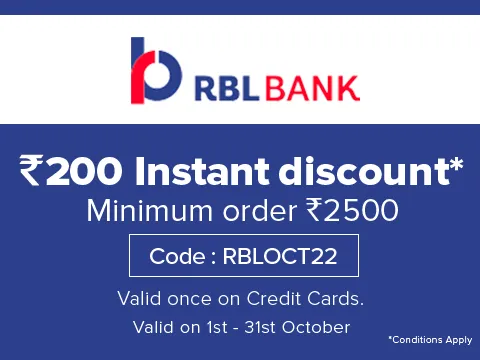 RBL BANK
₹200 Instant discount*
Minimum order ₹2500
Code : RBLOCT22
Valid once on Credit Cards.
Valid on 1st - 31st October
*Conditions Apply